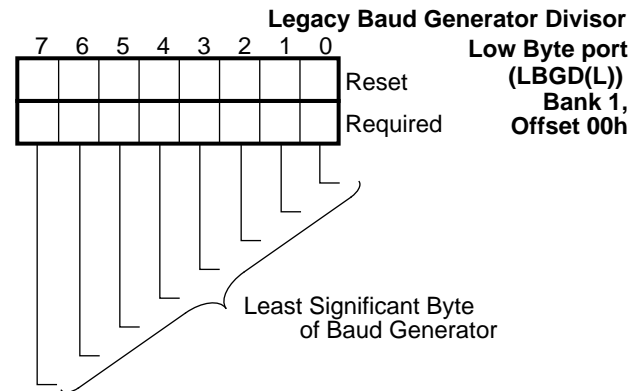 Legacy Baud Generator Divisor
7 6 5 4 3 2 1 0
Low Byte port
Reset
(LBGD(L))
Bank 1,
Required
Offset 00h
Least Significant Byte
of Baud Generator